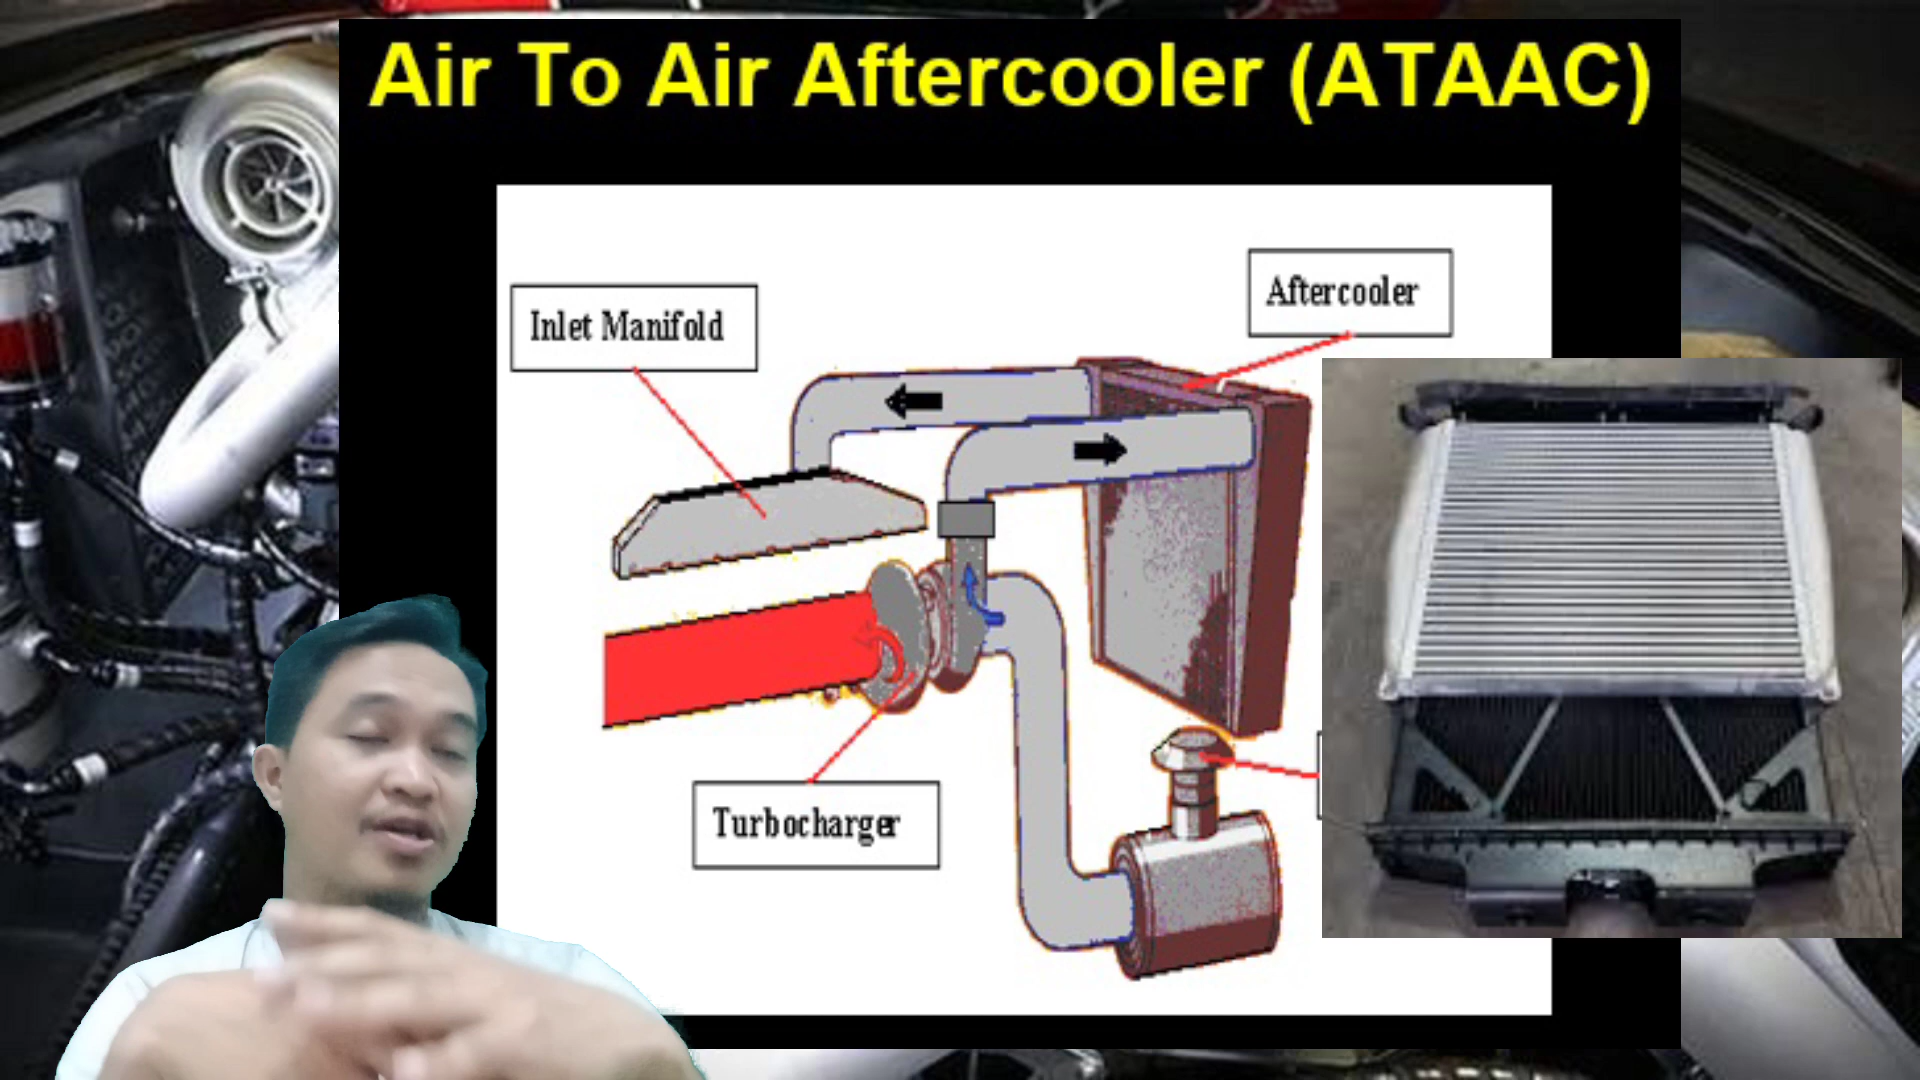 Air To Air Aftercooler (ATAAC)
Aftercooler
Inlet Manifold
Turbocharger